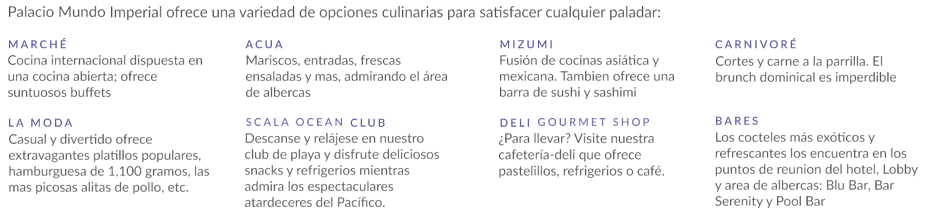 Palacio Mundo Imperial ofrece una variedad de opciones culinarias para satisfacer cualquier paladar:
MARCHÉ
Cocina internacional dispuesta en
una cocina abierta; ofrece
suntuosos buffets
ACUA
Mariscos, entradas, frescas
ensaladas y mas, admirando el área
de albercas
MIZUMI
Fusión de cocinas asiática y
mexicana. Tambien ofrece una
barra de sushi y sashimi
CARNIVORÉ
Cortes y carne a la parrilla. El
brunch dominical es imperdible
LA MODA
Casual y divertido ofrece
extravagantes platillos populares,
hamburguesa de 1,100 gramos, las
mas picosas alitas de pollo, etc.
SCALA OCEAN CLUB
Descanse y relájese en nuestro
club de playa y disfrute deliciosos
snacks y refrigerios mientras
admira los espectaculares
atardeceres del Pacífico.
DELI GOURMET SHOP
¿Para llevar? Visite nuestra
cafetería-deli que ofrece
pastelillos, refrigerios o café.
BARES
Los cocteles más exóticos y
refrescantes los encuentra en los
puntos de reunion del hotel, Lobby
y area de albercas: Blu Bar, Bar
Serenity y Pool Bar